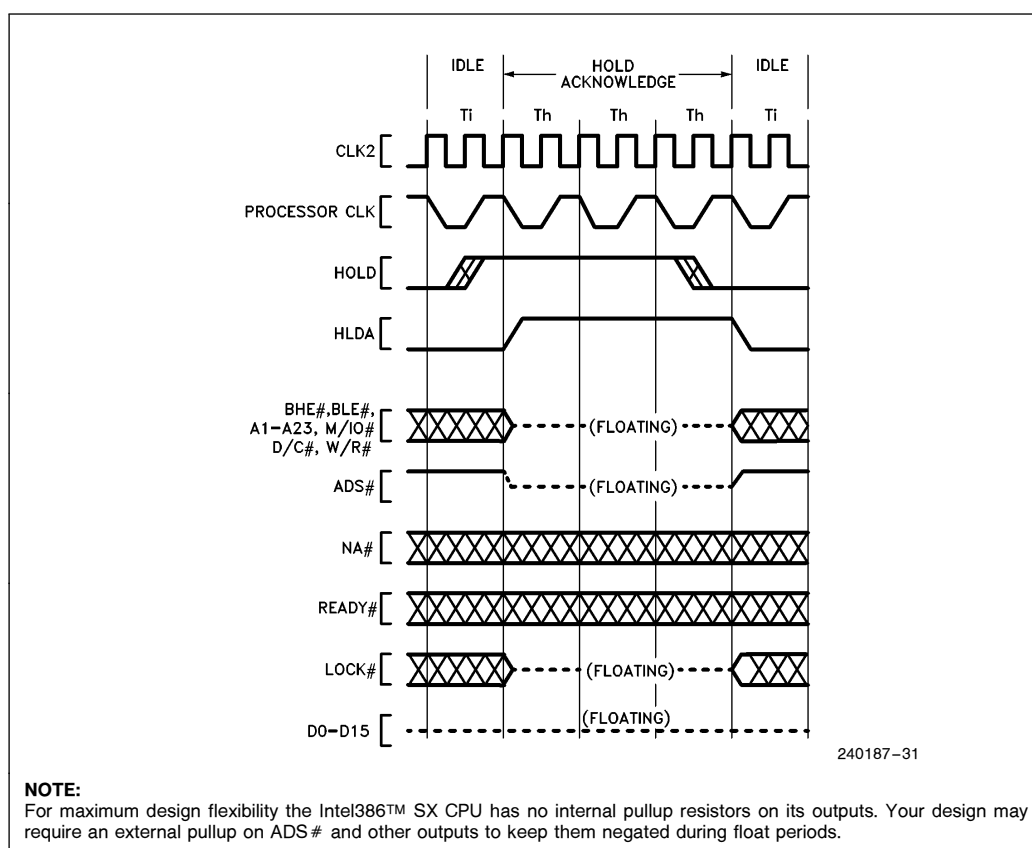 IDLE HOLD ACKNOWLEDGE IDLE
Ti Th Th Th Ti
CLK2
PROCESSOR CLK
HOLD
HLDA
BHE#,BLE#,
A1-A23, M/IO# (FLOATING)
D/C#, W/R#
ADS# (FLOATING)
NA#
READY#
LOCK# (FLOATING)
D0-D15 (FLOATING)
240187-31
NOTE:
For maximum design flexibility the Intel386™ SX CPU has no internal pullup resistors on its outputs. Your design may
require an external pullup on ADS# and other outputs to keep them negated during float periods.